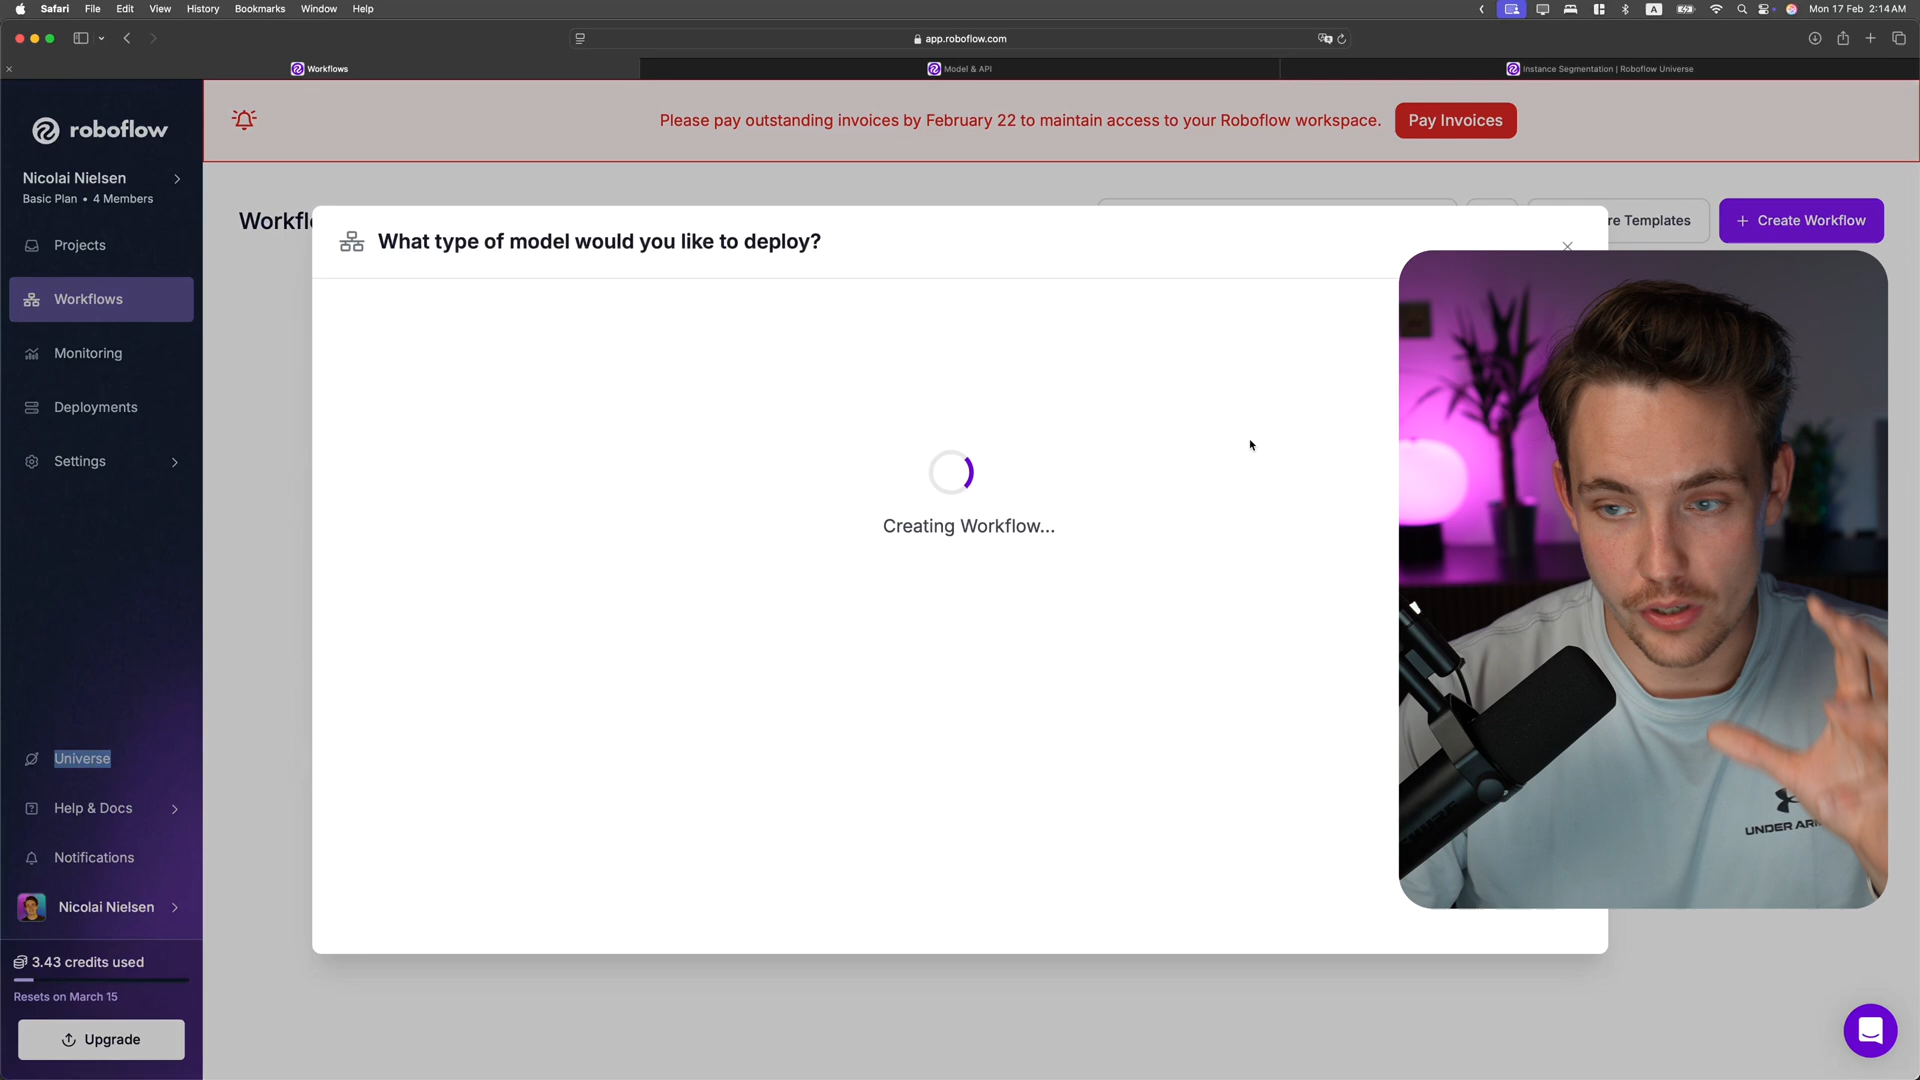 Safari File Edit View History Bookmarks Window Help
A
Mon 17 Feb 2:14 AM
app.roboflow.com
Workflows
Model & API
Instance Segmentation | Roboflow Universe
roboflow
Please pay outstanding invoices by February 22 to maintain access to your Roboflow workspace.
Pay Invoices
Nicolai Nielsen
Basic Plan • 4 Members
Projects
Workflows
Monitoring
Deployments
Settings
Workfl
re Templates
+ Create Workflow
What type of model would you like to deploy?
Creating Workflow...
UNDER AR
Universe
Help & Docs
Notifications
Nicolai Nielsen
3.43 credits used
Resets on March 15
Upgrade